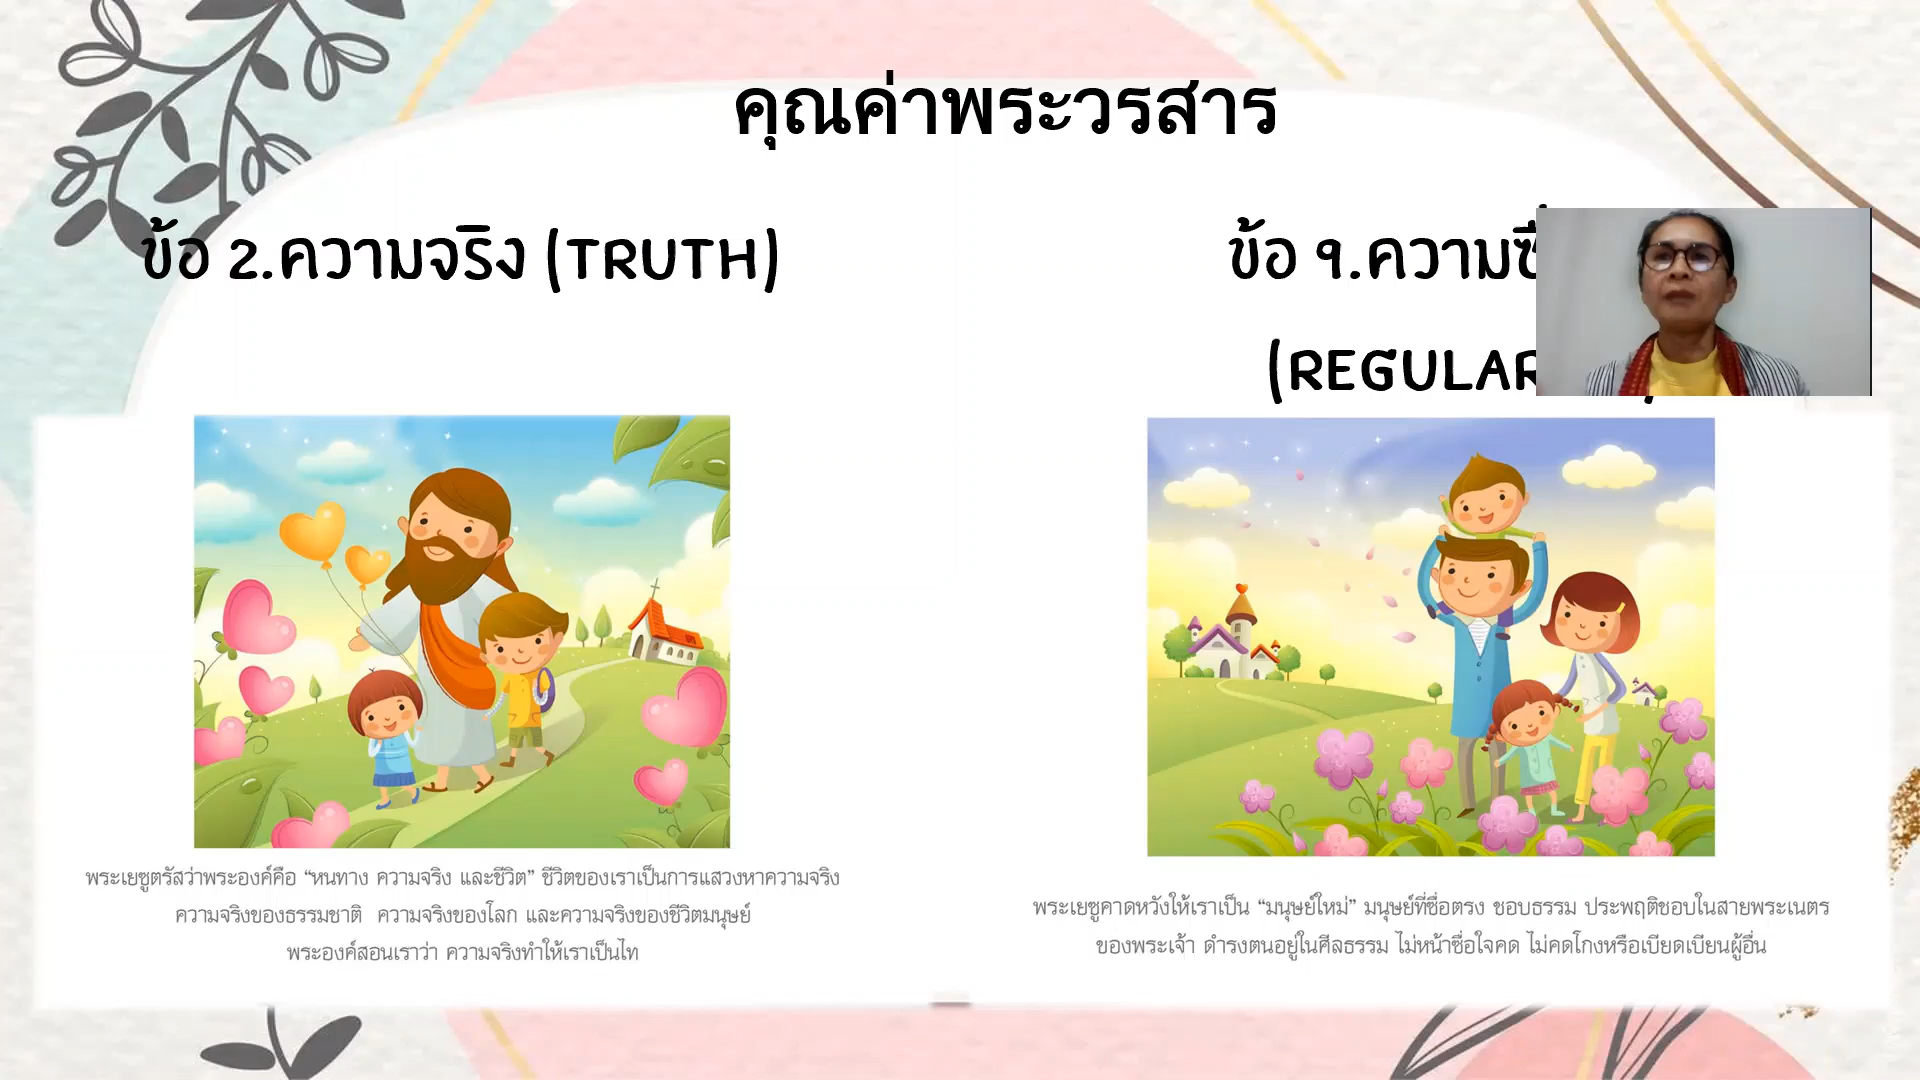 คุณค่าพระวรสาร
ข้อ 2.ความจริง (TRUTH)
ข้อ 9.ความซื่
(REGULAR
พระเยซูตรัสว่าพระองค์คือ “หนทาง ความจริง และชีวิต” ชีวิตของเราเป็นการแสวงหาความจริง
ความจริงของธรรมชาติ ความจริงของโลก และความจริงของชีวิตมนุษย์
พระองค์สอนเราว่า ความจริงทำให้เราเป็นไท
พระเยซูคาดหวังให้เราเป็น “มนุษย์ใหม่” มนุษย์ที่ซื่อตรง ชอบธรรม ประพฤติชอบในสายพระเนตร
ของพระเจ้า ดำรงตนอยู่ในศีลธรรม ไม่หน้าซื่อใจคด ไม่คดโกงหรือเบียดเบียนผู้อื่น